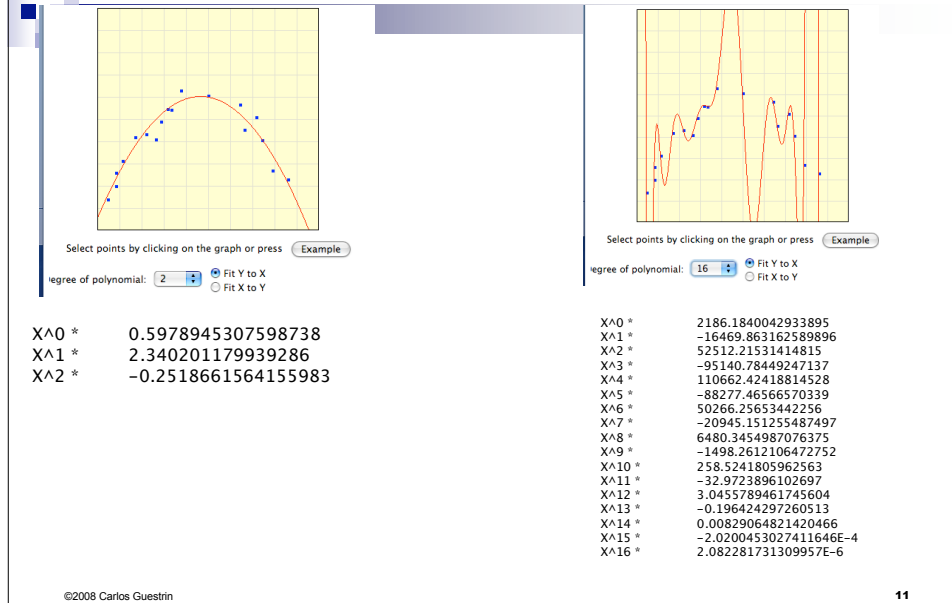 Select points by clicking on the graph or press Example
egree of polynomial: 2 Fit Y to X
Fit X to Y
X^0 * 0.5978945307598738
X^1 * 2.340201179939286
X^2 * -0.2518661564155983
Select points by clicking on the graph or press Example
egree of polynomial: 16 Fit Y to X
Fit X to Y
X^0 * 2186.1840042933895
X^1 * -16469.863162589896
X^2 * 52512.21531414815
X^3 * -95140.78449247137
X^4 * 110662.42418814528
X^5 * -88277.46566570339
X^6 * 50266.25653442256
X^7 * -20945.151255487497
X^8 * 6480.3454987076375
X^9 * -1498.2612106472752
X^10 * 258.5241805962563
X^11 * -32.9723896102697
X^12 * 3.0455789461745604
X^13 * -0.196424297260513
X^14 * 0.00829064821420466
X^15 * -2.0200453027411646E-4
X^16 * 2.082281731309957E-6
©2008 Carlos Guestrin
11